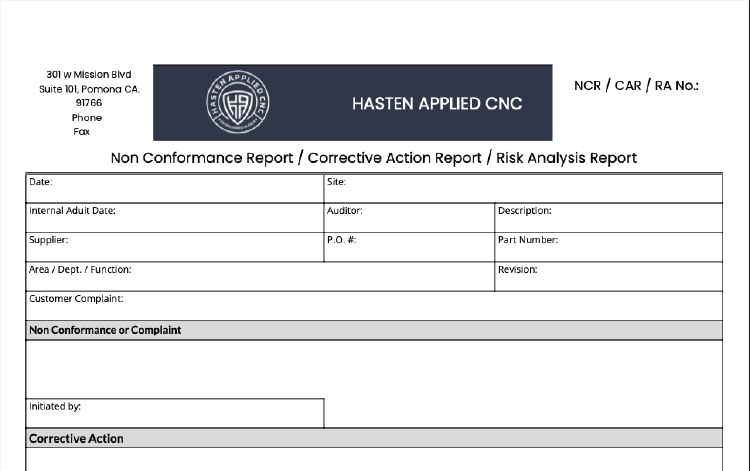 301 w Mission Blvd
Suite 101, Pomona CA.
91766
Phone
Fax
HASTEN APPLIED CNC
HASTEN APPLIED CNC
NCR / CAR / RA No.:
Non Conformance Report / Corrective Action Report / Risk Analysis Report
Date:
Site:
Internal Adult Date:
Auditor:
Description:
Supplier:
P.O. #:
Part Number:
Area / Dept. / Function:
Revision:
Customer Complaint:
Non Conformance or Complaint
Initiated by:
Corrective Action